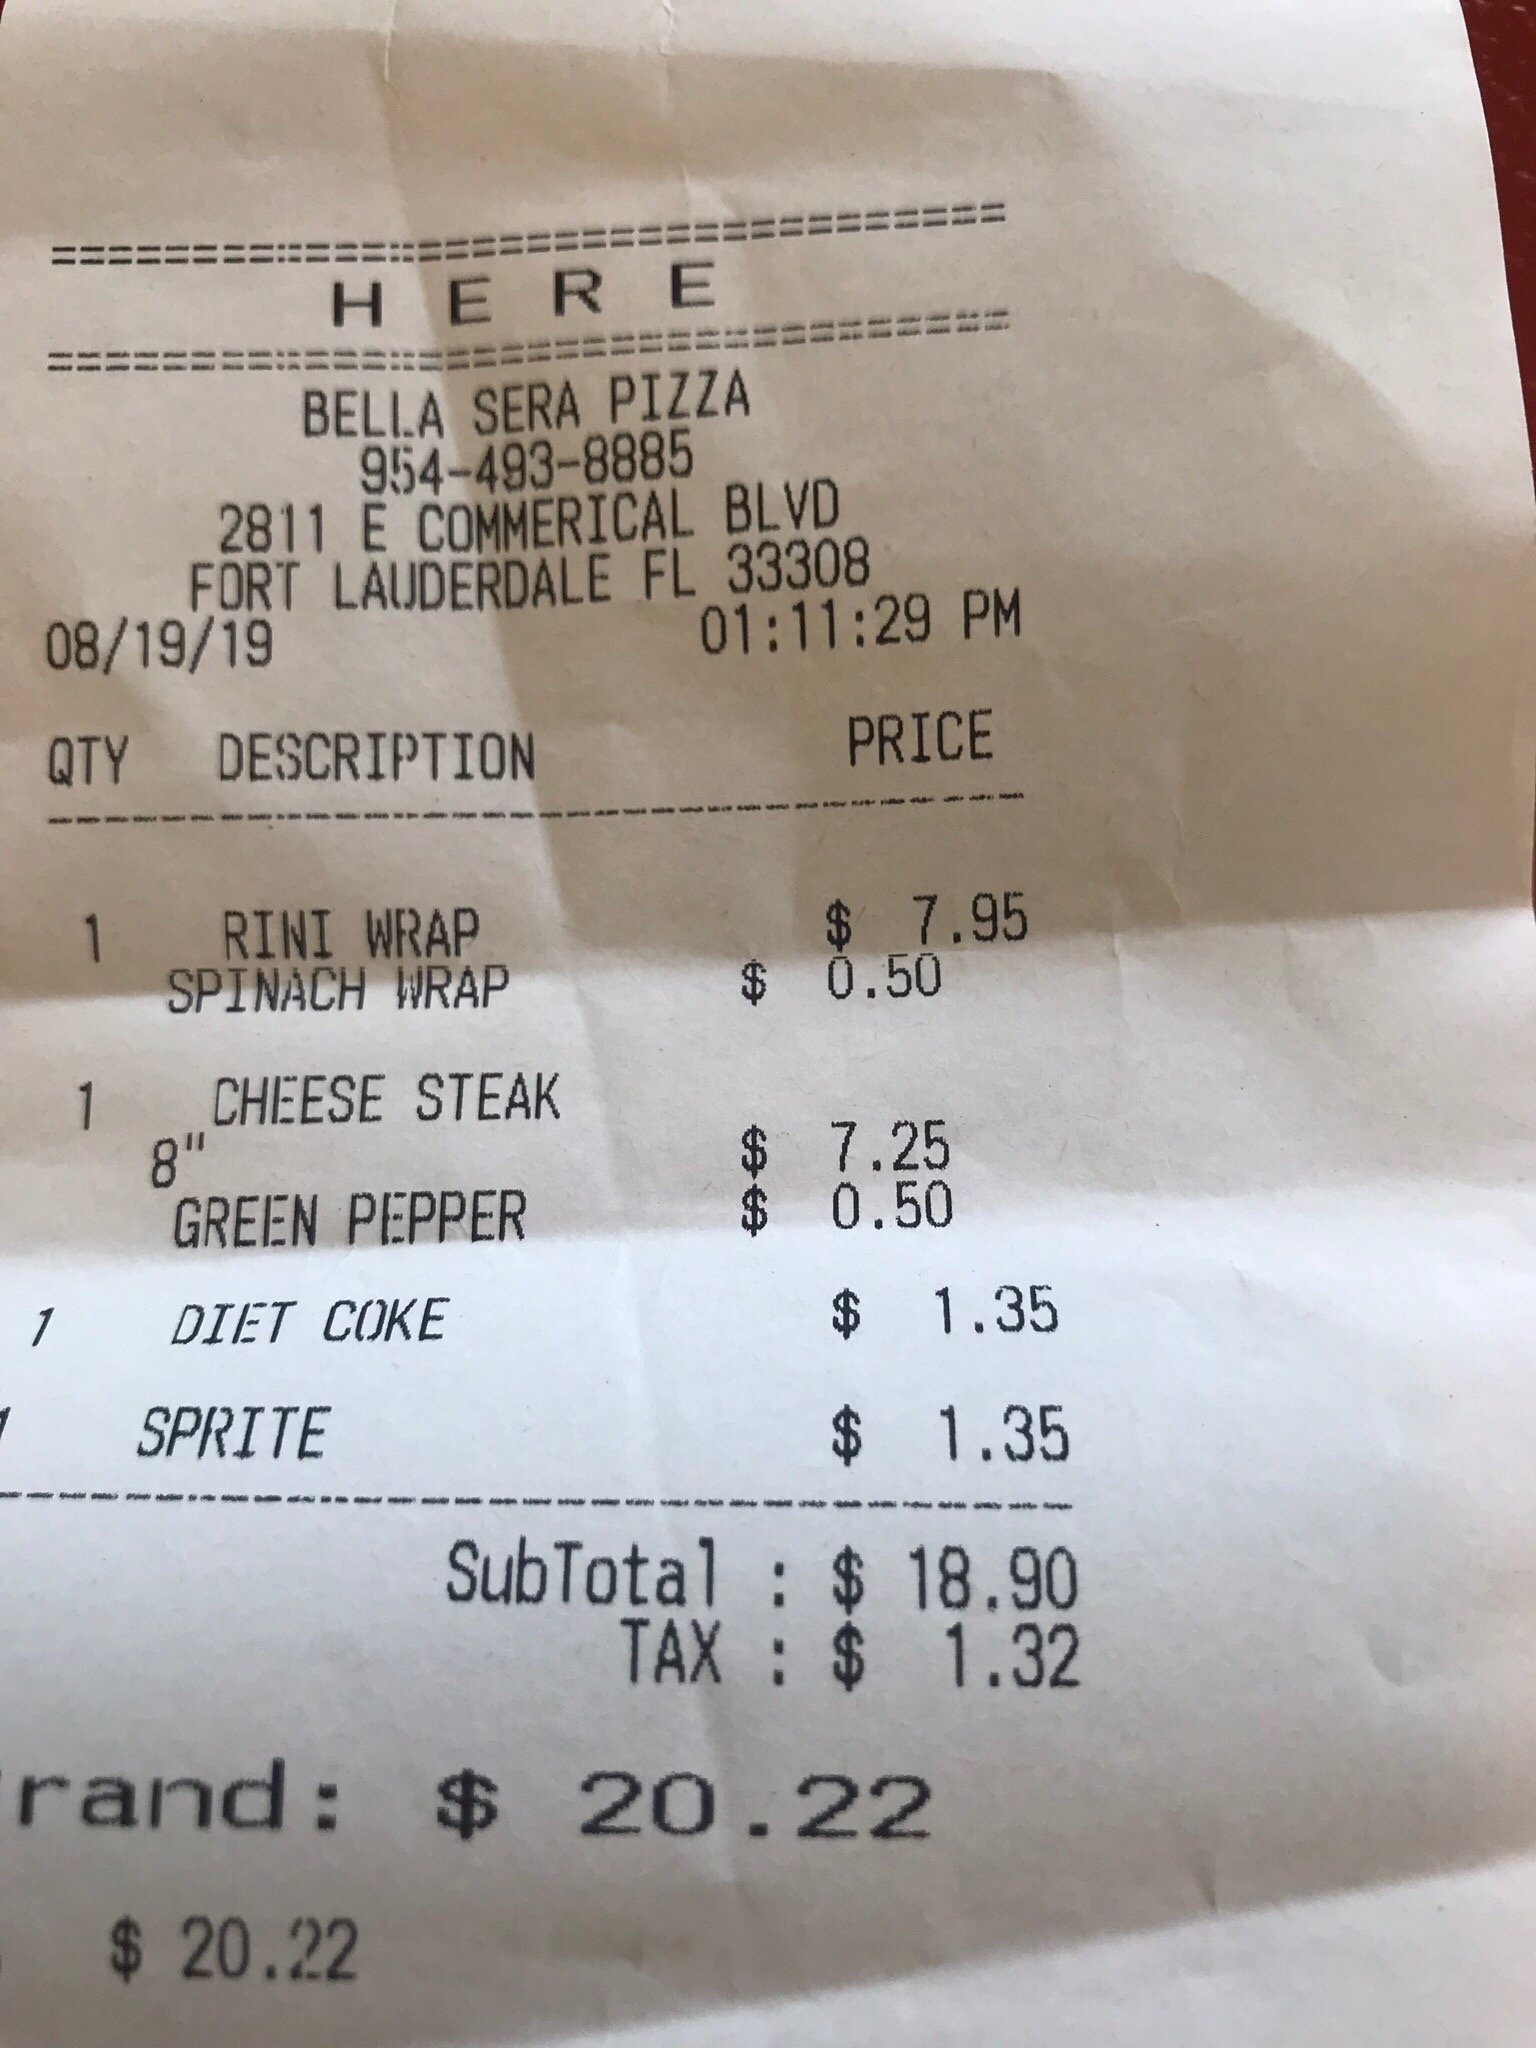 ================================
H E R E
================================
BELLA SERA PIZZA
954-493-8885
2811 E COMMERICAL BLVD
FORT LAUDERDALE FL 33308
08/19/19 01:11:29 PM
QTY DESCRIPTION PRICE
1 RINI WRAP $ 7.95
SPINACH WRAP $ 0.50
1 CHEESE STEAK
8" $ 7.25
GREEN PEPPER $ 0.50
1 DIET COKE $ 1.35
1 SPRITE $ 1.35
SubTotal : $ 18.90
TAX : $ 1.32
rand: $ 20.22
$ 20.22